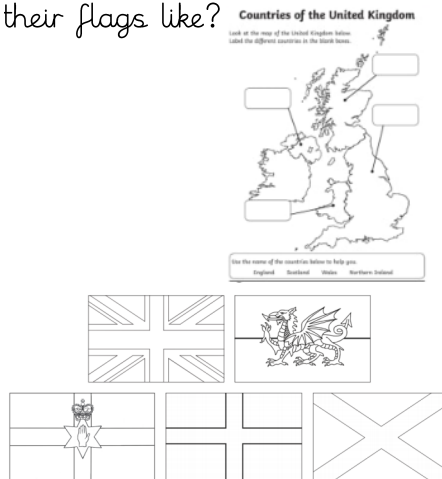 their flags like?
Countries of the United Kingdom
Look at the map of the United Kingdom below.
Label the different countries in the blank boxes.
Use the name of the countries below to help you.
England Scotland Wales Northern Ireland